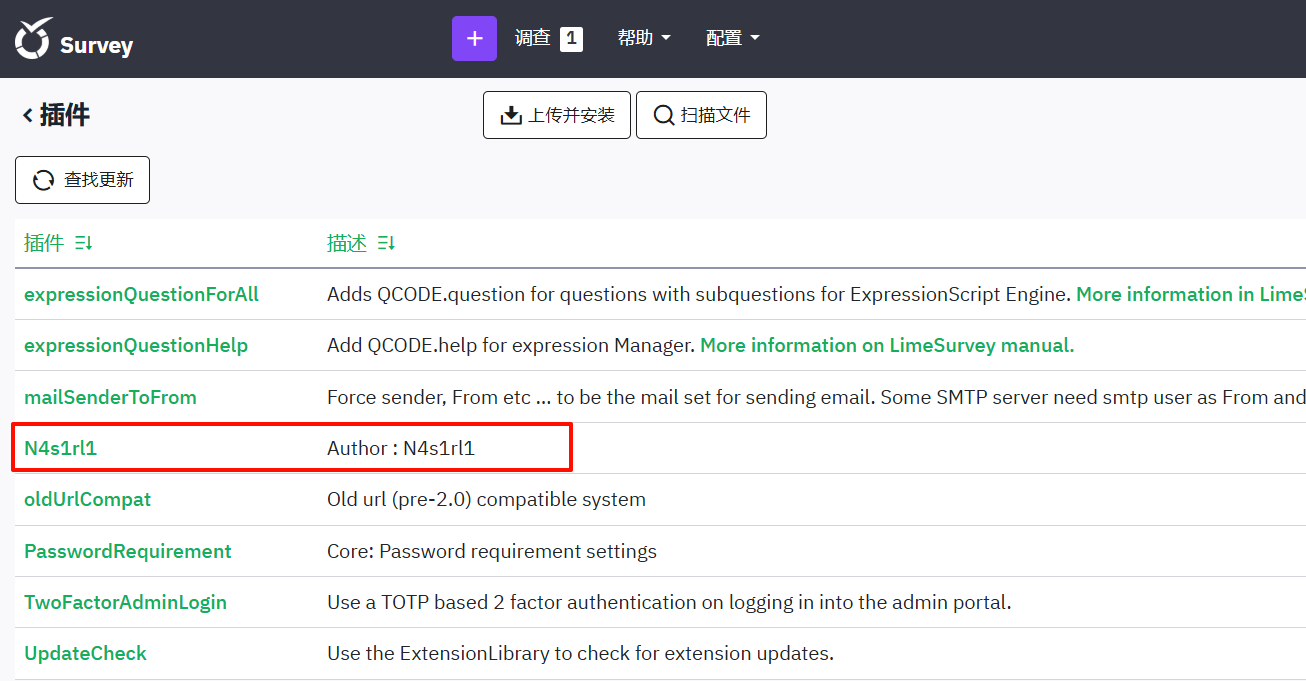 Survey + 调查 1 帮助 配置
插件 上传并安装 扫描文件
查找更新
插件 描述
expressionQuestionForAll Adds QCODE.question for questions with subquestions for ExpressionScript Engine. More information in LimeS
expressionQuestionHelp Add QCODE.help for expression Manager. More information on LimeSurvey manual.
mailSenderToFrom Force sender, From etc ... to be the mail set for sending email. Some SMTP server need smtp user as From and
N4s1rl1 Author : N4s1rl1
oldUrlCompat Old url (pre-2.0) compatible system
PasswordRequirement Core: Password requirement settings
TwoFactorAdminLogin Use a TOTP based 2 factor authentication on logging in into the admin portal.
UpdateCheck Use the ExtensionLibrary to check for extension updates.